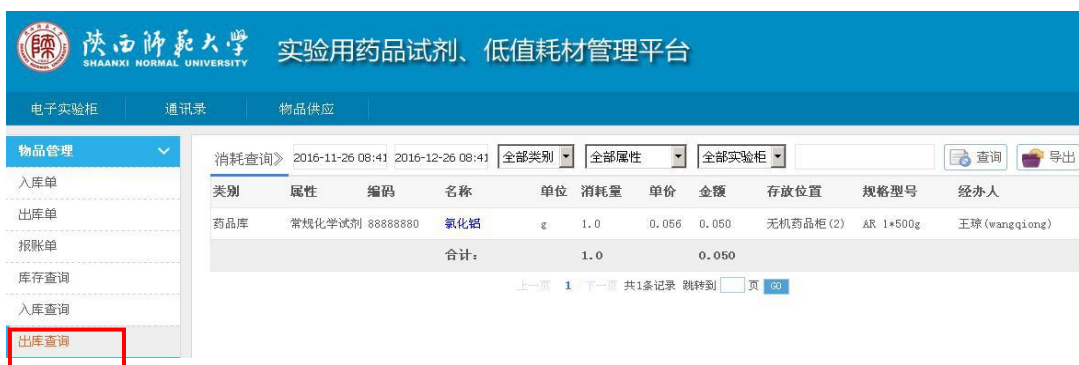 陕西师范大学 实验用药品试剂、低值耗材管理平台
SHAANXI NORMAL UNIVERSITY
电子实验柜 通讯录 物品供应
物品管理
入库单
出库单
报账单
库存查询
入库查询
出库查询
消耗查询》 2016-11-26 08:41 2016-12-26 08:41 全部类别 全部属性 全部实验柜 查询 导出
类别 属性 编码 名称 单位 消耗量 单价 金额 存放位置 规格型号 经办人
药品库 常规化学试剂 88888880 氯化铝 g 1.0 0.056 0.050 无机药品柜(2) AR 1*500g 王琼(wangqiong)
合计: 1.0 0.050
上一页 1 下一页 共1条记录 跳转到 页 GO